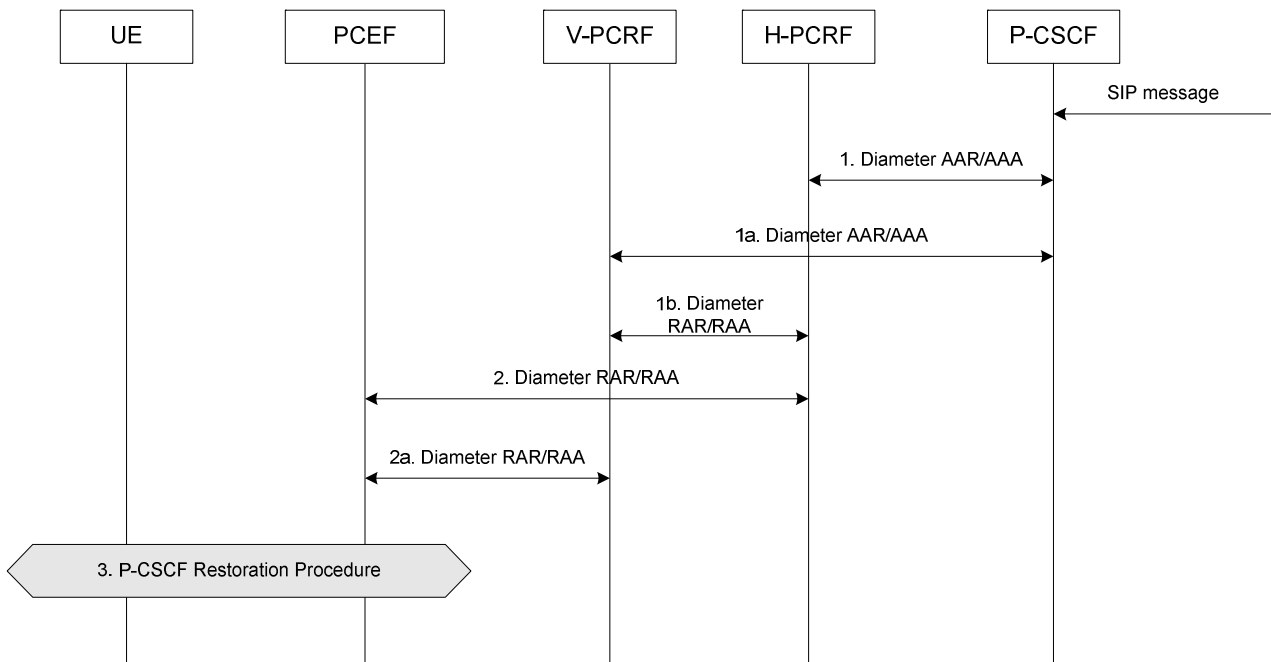 UE
PCEF
V-PCRF
H-PCRF
P-CSCF
SIP message
1. Diameter AAR/AAA
1a. Diameter AAR/AAA
1b. Diameter
RAR/RAA
2. Diameter RAR/RAA
2a. Diameter RAR/RAA
3. P-CSCF Restoration Procedure